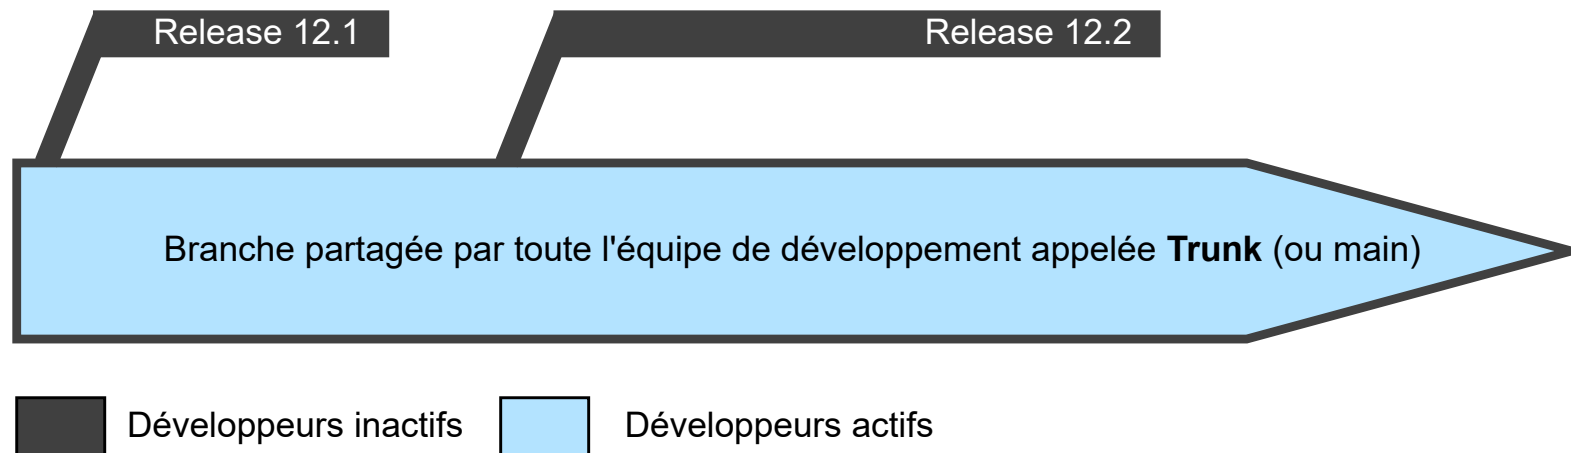 Release 12.1
Release 12.2
Branche partagée par toute l'équipe de développement appelée Trunk (ou main)
Développeurs inactifs
Développeurs actifs